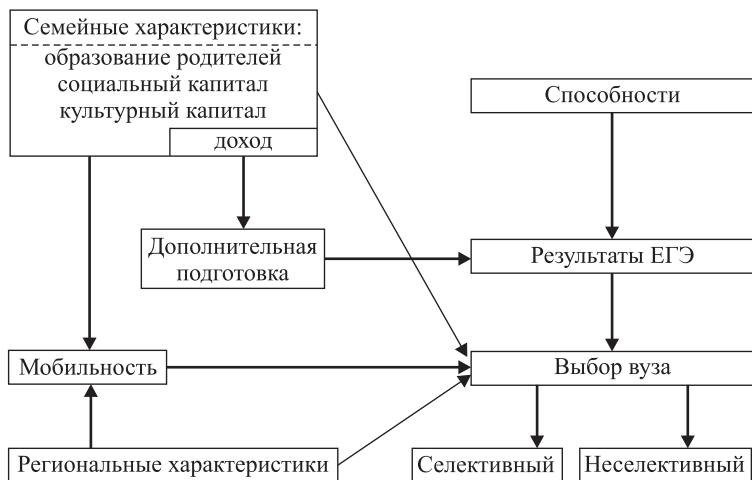 Семейные характеристики:
образование родителей
социальный капитал
культурный капитал
доход
Способности
Дополнительная
подготовка
Результаты ЕГЭ
Мобильность
Выбор вуза
Региональные характеристики
Селективный
Неселективный